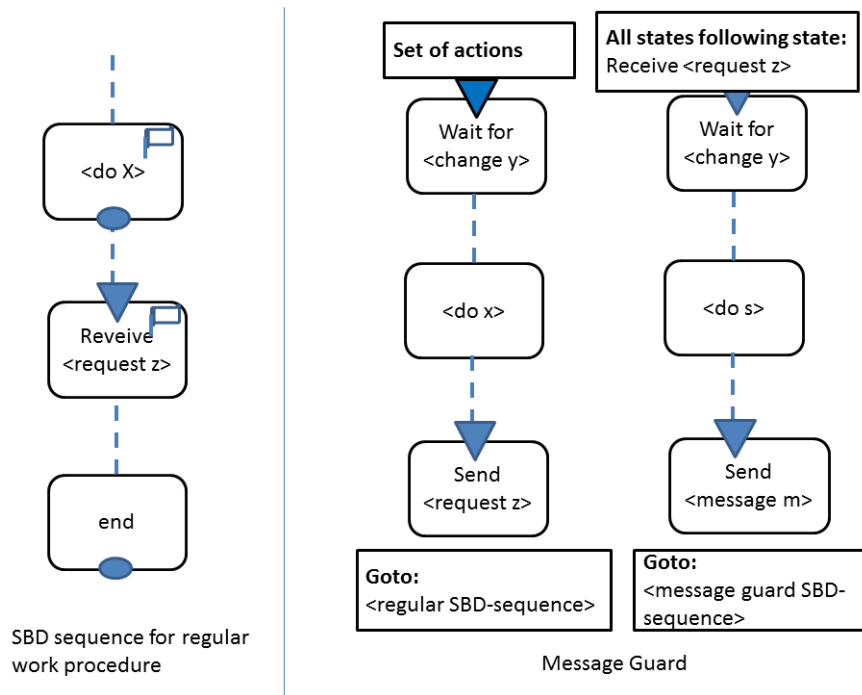 <do X>
Reveive
<request z>
end
SBD sequence for regular
work procedure
Set of actions
Wait for
<change y>
<do x>
Send
<request z>
Goto:
<regular SBD-sequence>
All states following state:
Receive <request z>
Wait for
<change y>
<do s>
Send
<message m>
Goto:
<message guard SBD-
sequence>
Message Guard